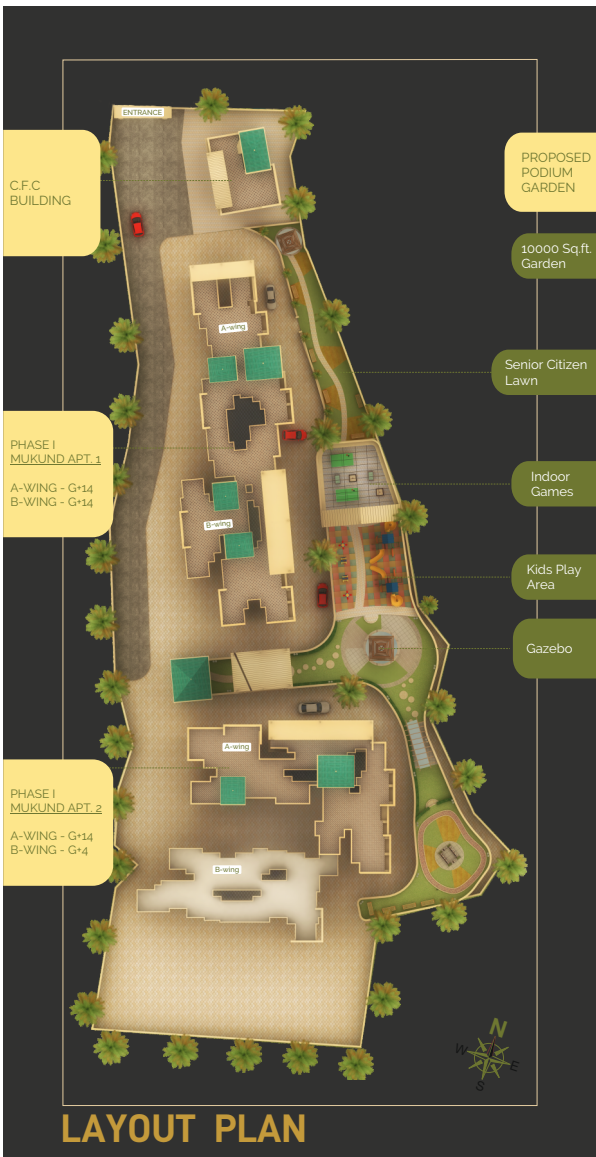 ENTRANCE
C.F.C
BUILDING
PROPOSED
PODIUM
GARDEN
10000 Sq.ft.
Garden
A-wing
Senior Citizen
Lawn
PHASE I
MUKUND APT. 1
A-WING - G+14
B-WING - G+14
Indoor
Games
B-wing
Kids Play
Area
Gazebo
A-wing
PHASE I
MUKUND APT. 2
A-WING - G+14
B-WING - G+4
B-wing
N
W
E
S
LAYOUT PLAN